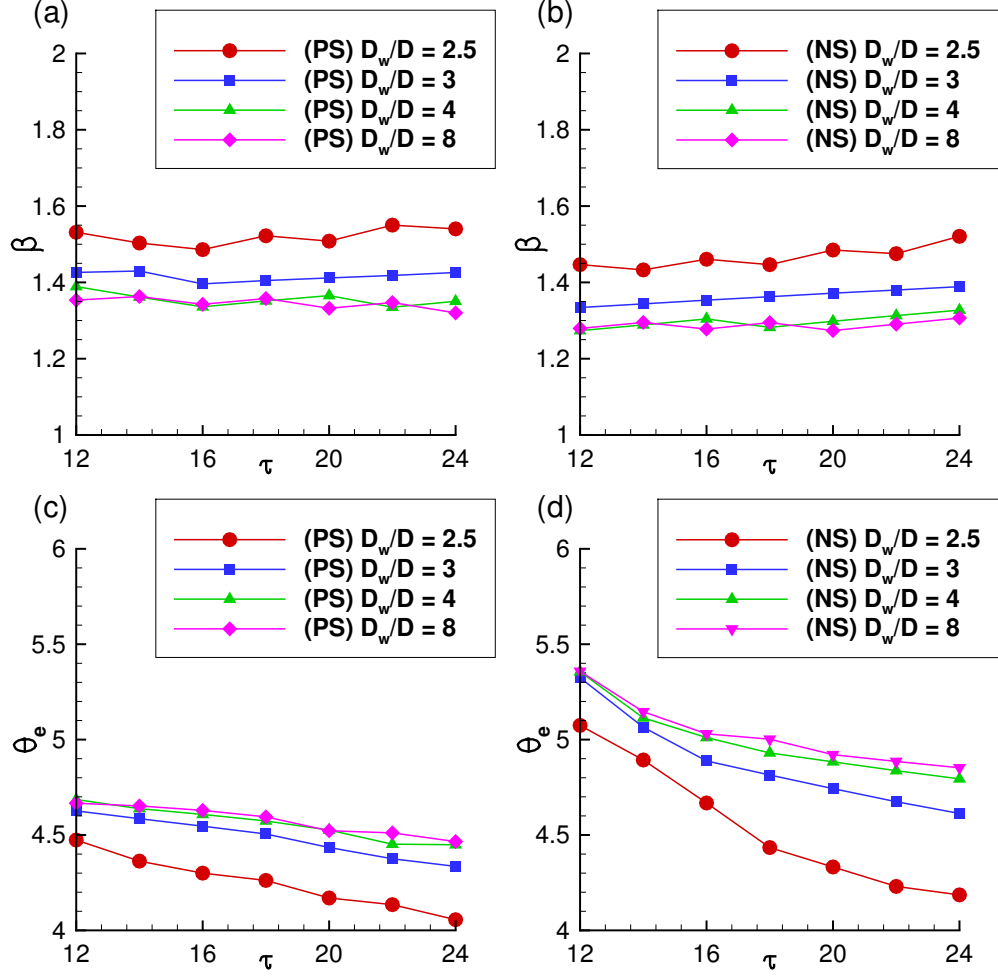 (a)
(PS) D_w/D = 2.5
(PS) D_w/D = 3
(PS) D_w/D = 4
(PS) D_w/D = 8
2
1.8
1.6
1.4
1.2
1
β
12 16 20 24
τ
(b)
(NS) D_w/D = 2.5
(NS) D_w/D = 3
(NS) D_w/D = 4
(NS) D_w/D = 8
2
1.8
1.6
1.4
1.2
1
β
12 16 20 24
τ
(c)
(PS) D_w/D = 2.5
(PS) D_w/D = 3
(PS) D_w/D = 4
(PS) D_w/D = 8
6
5.5
5
4.5
4
θ_e
12 16 20 24
τ
(d)
(NS) D_w/D = 2.5
(NS) D_w/D = 3
(NS) D_w/D = 4
(NS) D_w/D = 8
6
5.5
5
4.5
4
θ_e
12 16 20 24
τ